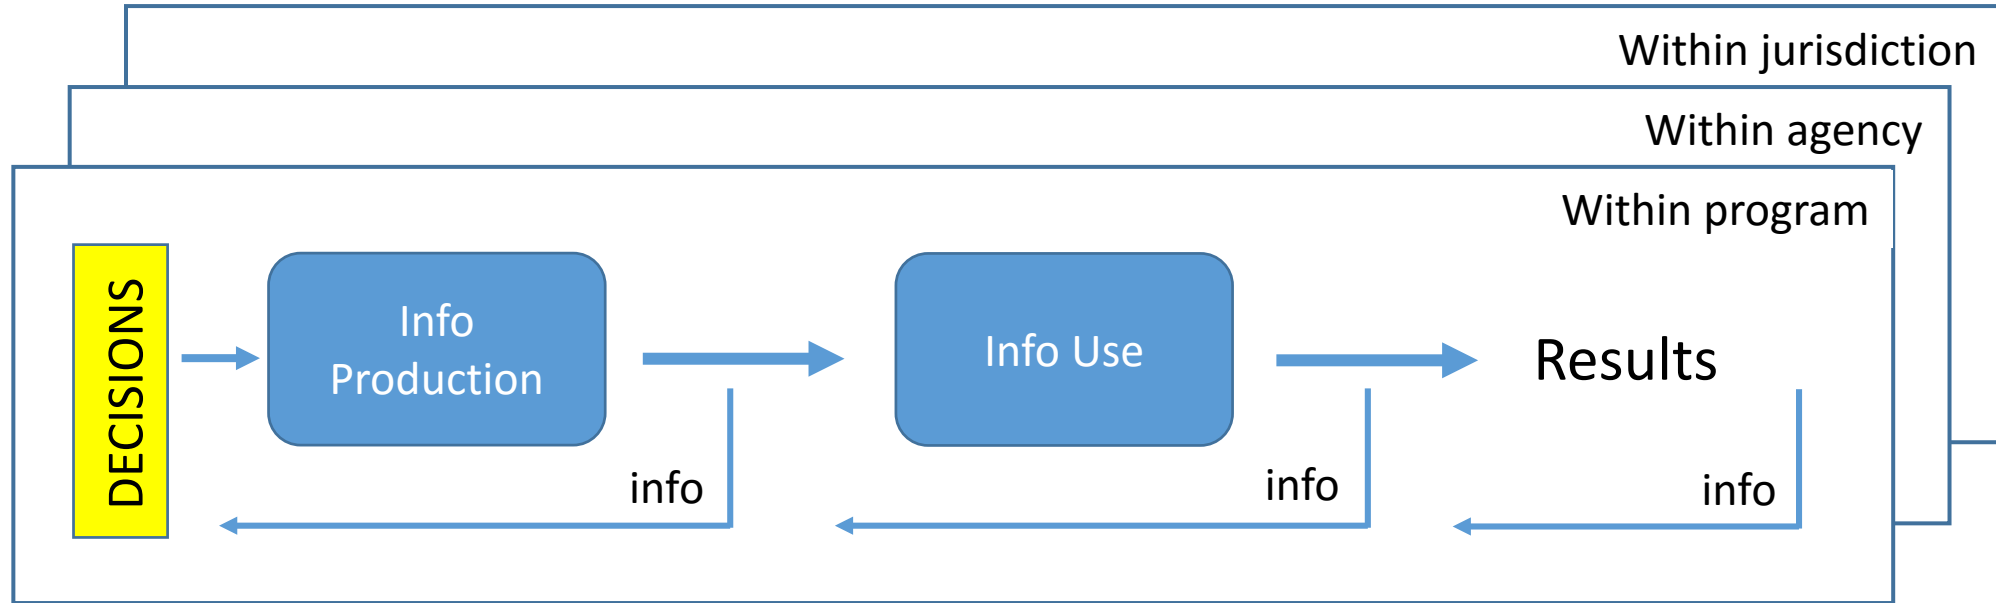 Within jurisdiction
Within agency
Within program
DECISIONS
Info
Production
Info Use
Results
info
info
info